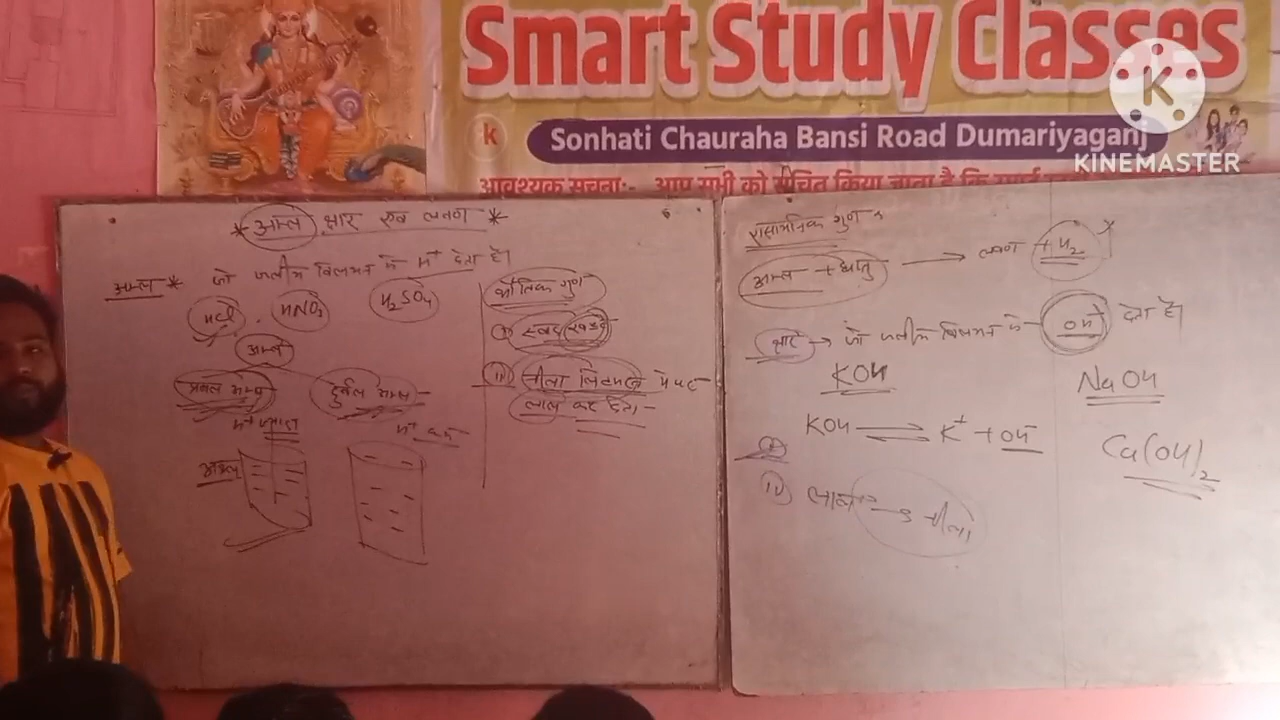 Smart Study Classes
k Sonhati Chauraha Bansi Road Dumariyaganj
K
KINEMASTER
आवश्यक सूचना:- आप सभी को सूचित किया जाता है कि
* अम्ल क्षार एवं लवण *
अम्ल * जो जलीय विलयन में H⁺ देता है।
HCl, HNO₃ H₂SO₄
अम्ल
प्रबल अम्ल दुर्बल अम्ल
H⁺ ज्यादा H⁺ कम
भौतिक गुण
स्वाद खट्टे
(ii) नीला लिटमस पेपर
लाल कर देता
रासायनिक गुण
अम्ल + धातु → लवण + H₂
क्षार → जो जलीय विलयन में OH⁻ देता है।
KOH NaOH
KOH ⇌ K⁺ + OH⁻
Ca(OH)₂
(ii) लाल → नीला